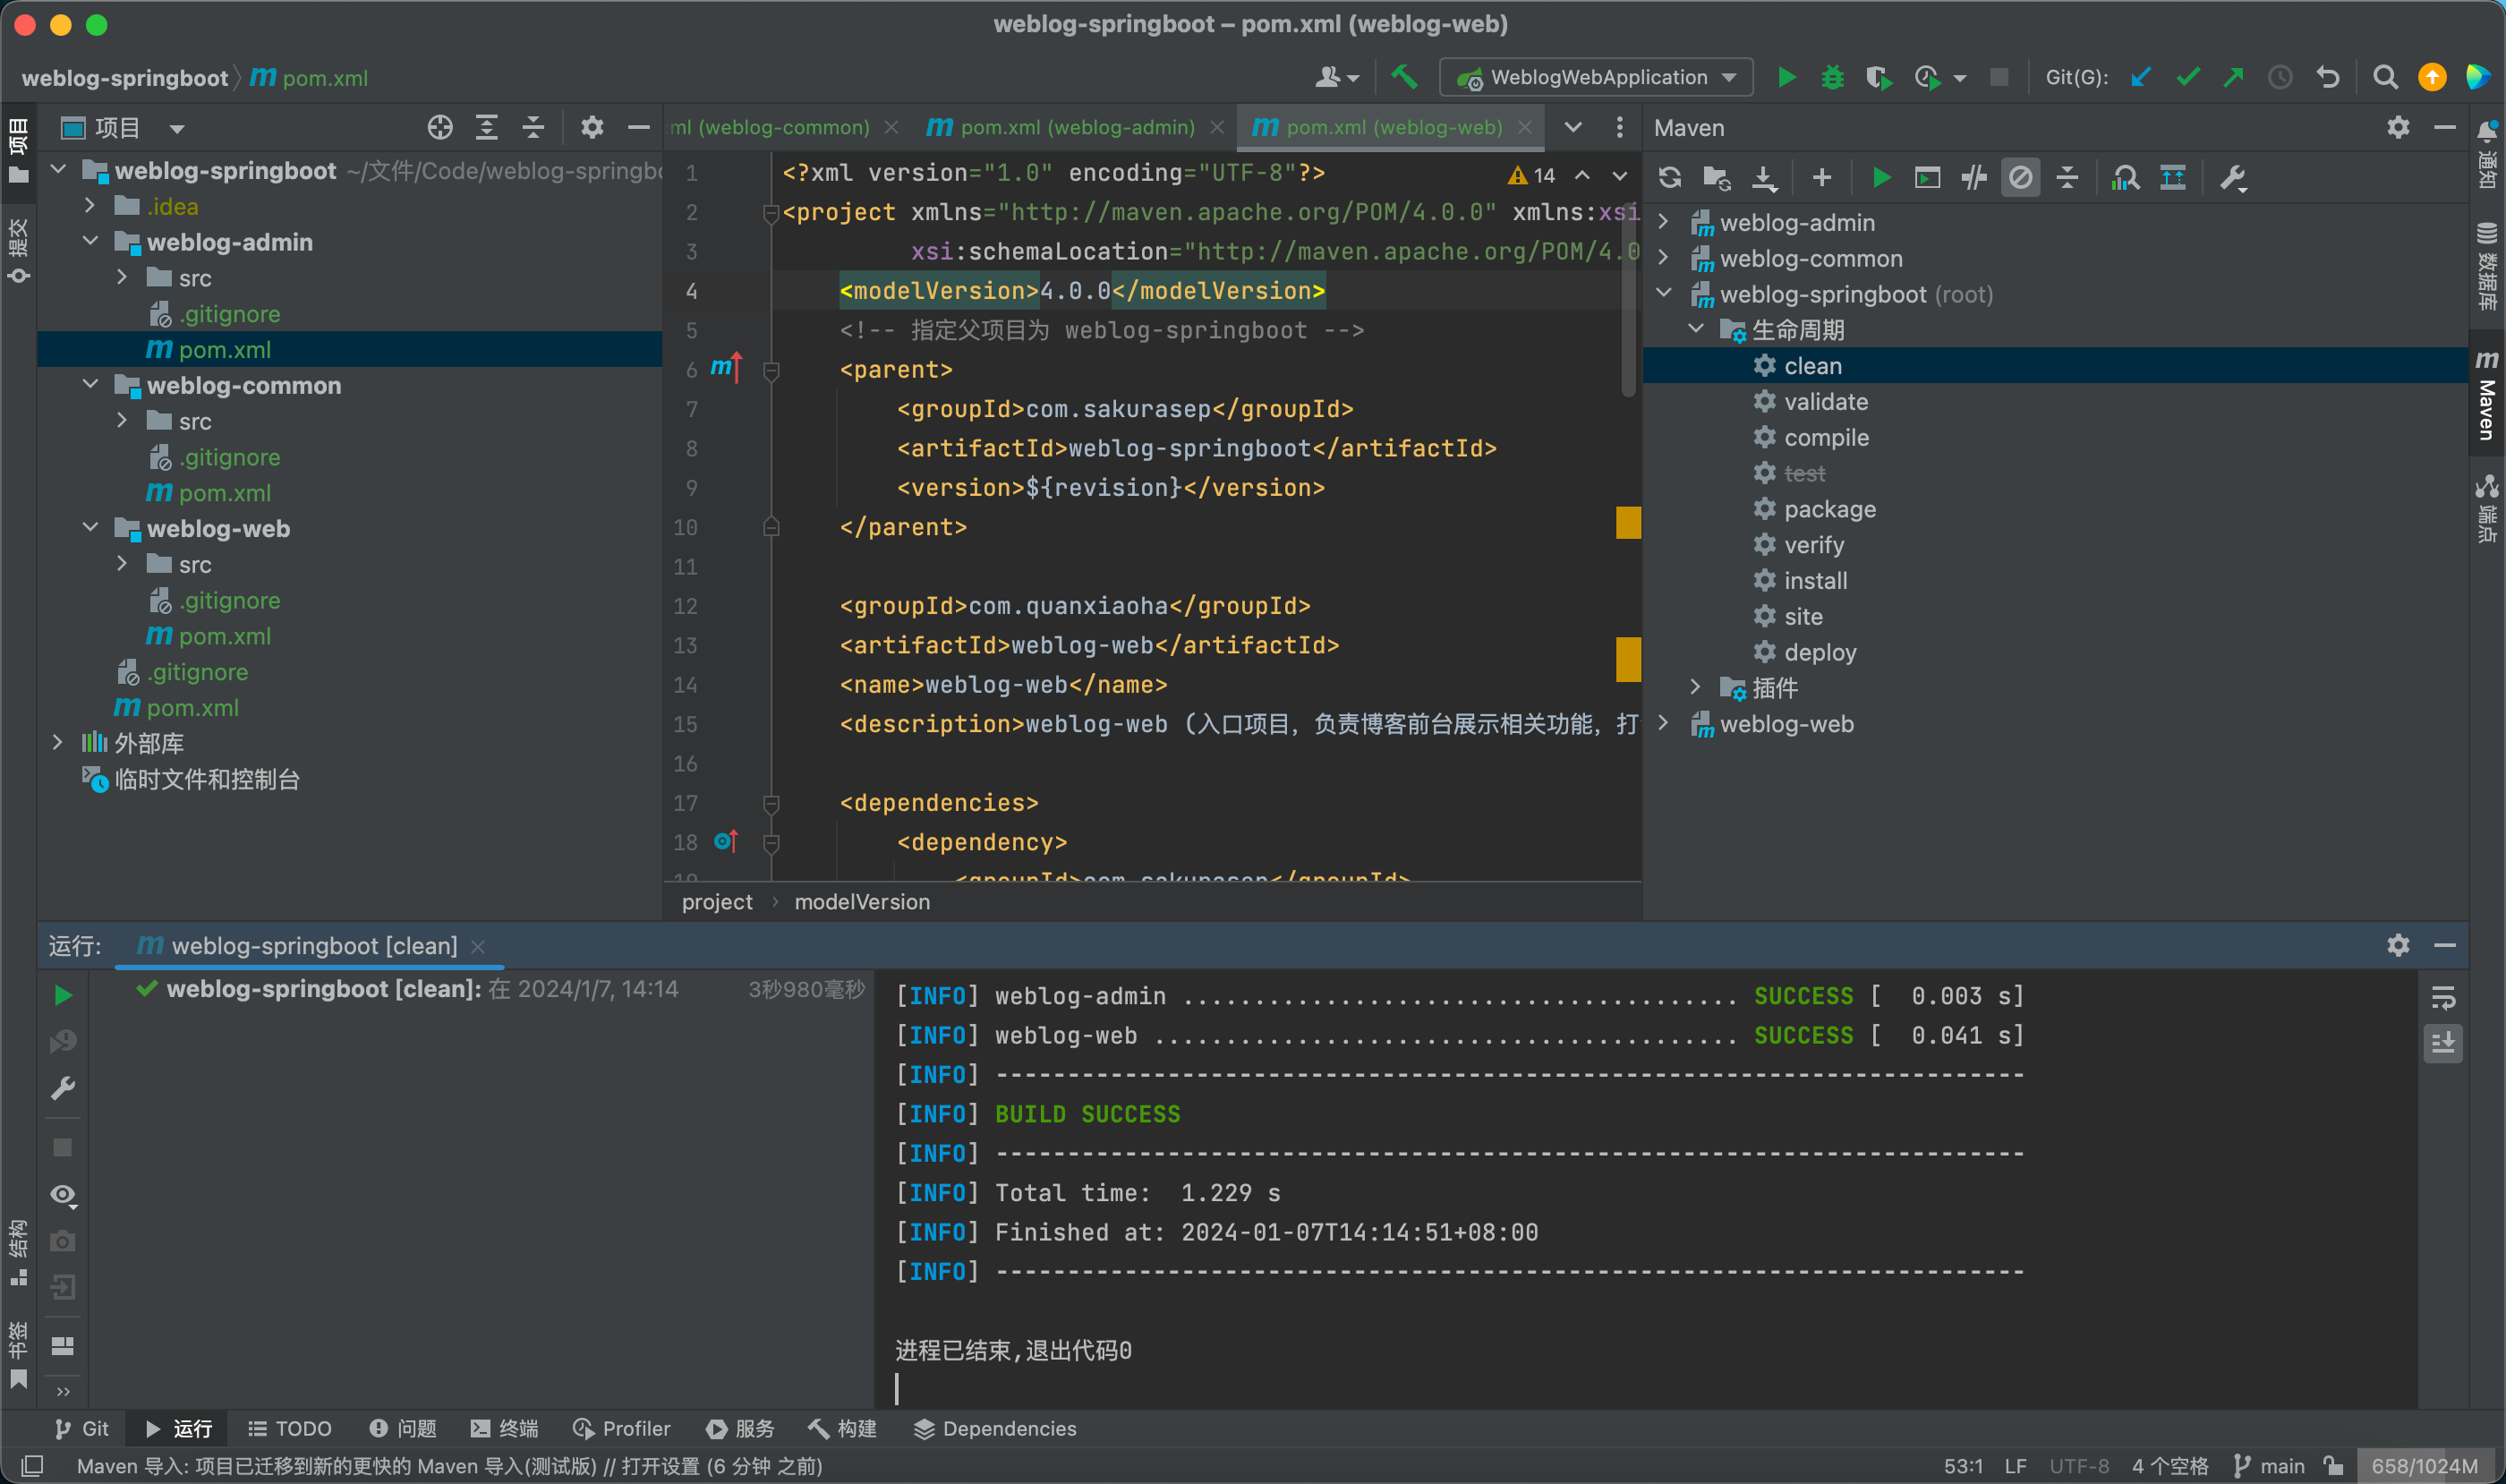 weblog-springboot – pom.xml (weblog-web)
weblog-springboot
pom.xml
WeblogWebApplication
Git(G):
项目
ml (weblog-common)
pom.xml (weblog-admin)
pom.xml (weblog-web)
Maven
项目
提交
结构
书签
weblog-springboot ~/文件/Code/weblog-springbo
.idea
weblog-admin
src
.gitignore
pom.xml
weblog-common
src
.gitignore
pom.xml
weblog-web
src
.gitignore
pom.xml
.gitignore
pom.xml
外部库
临时文件和控制台
14
1 <?xml version="1.0" encoding="UTF-8"?>
2 <project xmlns="http://maven.apache.org/POM/4.0.0" xmlns:xsi
3 xsi:schemaLocation="http://maven.apache.org/POM/4.0
4 <modelVersion>4.0.0</modelVersion>
5 <!-- 指定父项目为 weblog-springboot -->
6 <parent>
7 <groupId>com.sakurasep</groupId>
8 <artifactId>weblog-springboot</artifactId>
9 <version>${revision}</version>
10 </parent>
11
12 <groupId>com.quanxiaoha</groupId>
13 <artifactId>weblog-web</artifactId>
14 <name>weblog-web</name>
15 <description>weblog-web (入口项目, 负责博客前台展示相关功能, 打
16
17 <dependencies>
18 <dependency>
19 <groupId>com.sakurasep</groupId>
project › modelVersion
weblog-admin
weblog-common
weblog-springboot (root)
生命周期
clean
validate
compile
test
package
verify
install
site
deploy
插件
weblog-web
通知
数据库
Maven
端点
运行:
weblog-springboot [clean]
weblog-springboot [clean]: 在 2024/1/7, 14:14 3秒980毫秒
[INFO] weblog-admin ....................................... SUCCESS [  0.003 s]
[INFO] weblog-web ......................................... SUCCESS [  0.041 s]
[INFO] ------------------------------------------------------------------------
[INFO] BUILD SUCCESS
[INFO] ------------------------------------------------------------------------
[INFO] Total time:  1.229 s
[INFO] Finished at: 2024-01-07T14:14:51+08:00
[INFO] ------------------------------------------------------------------------
进程已结束,退出代码0
Git
运行
TODO
问题
终端
Profiler
服务
构建
Dependencies
Maven 导入: 项目已迁移到新的更快的 Maven 导入(测试版) // 打开设置 (6 分钟 之前)
53:1
LF
UTF-8
4 个空格
main
658/1024M